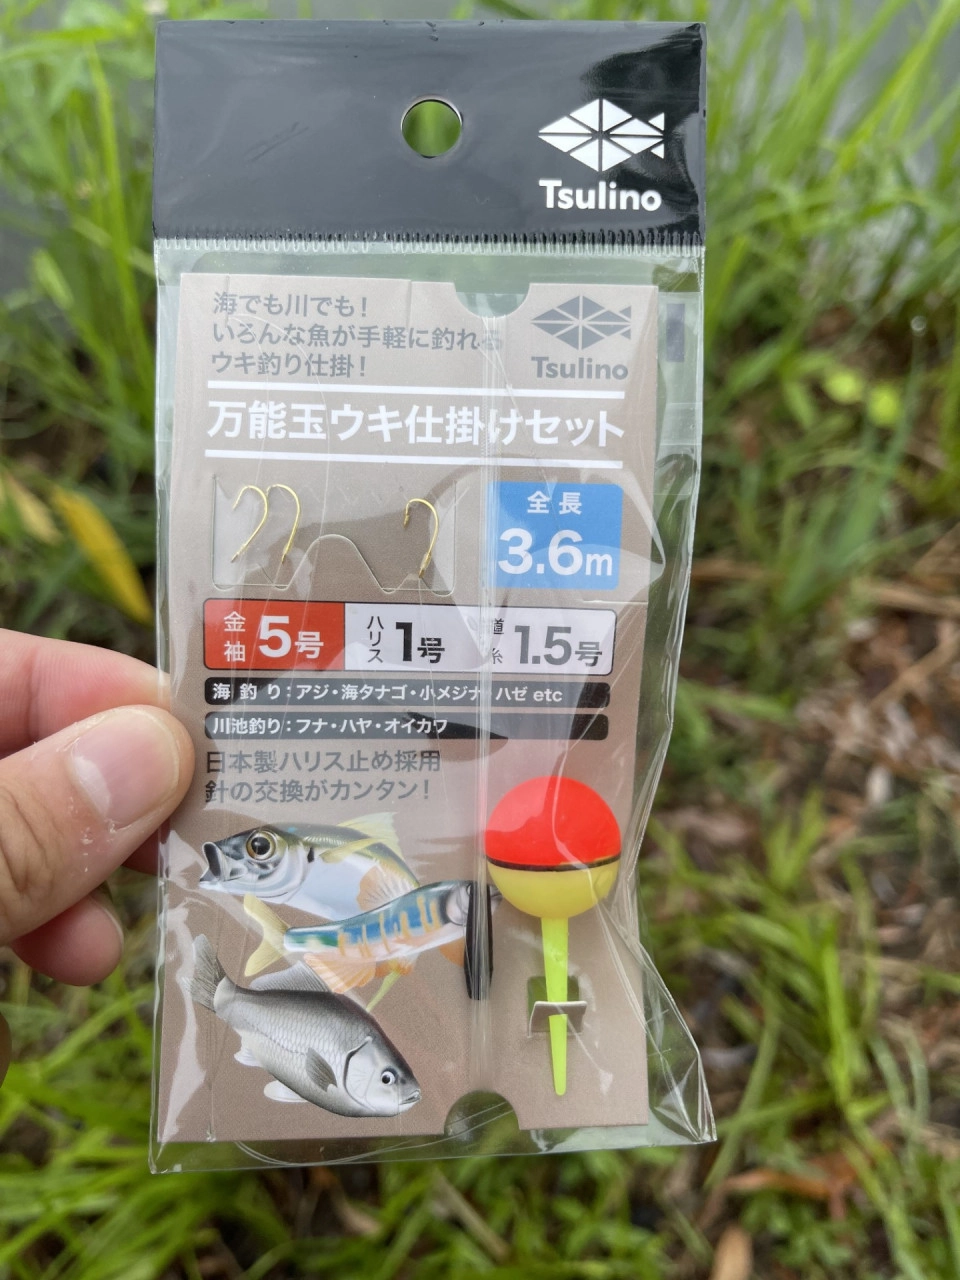 Tsulino
海でも川でも!
いろんな魚が手軽に釣れる
ウキ釣り仕掛!
Tsulino
万能玉ウキ仕掛けセット
全長
3.6m
金袖 5号
ハリス 1号
道糸 1.5号
海釣り:アジ・海タナゴ・小メジナ・ハゼ etc
川池釣り:フナ・ハヤ・オイカワ
日本製ハリス止め採用
針の交換がカンタン!